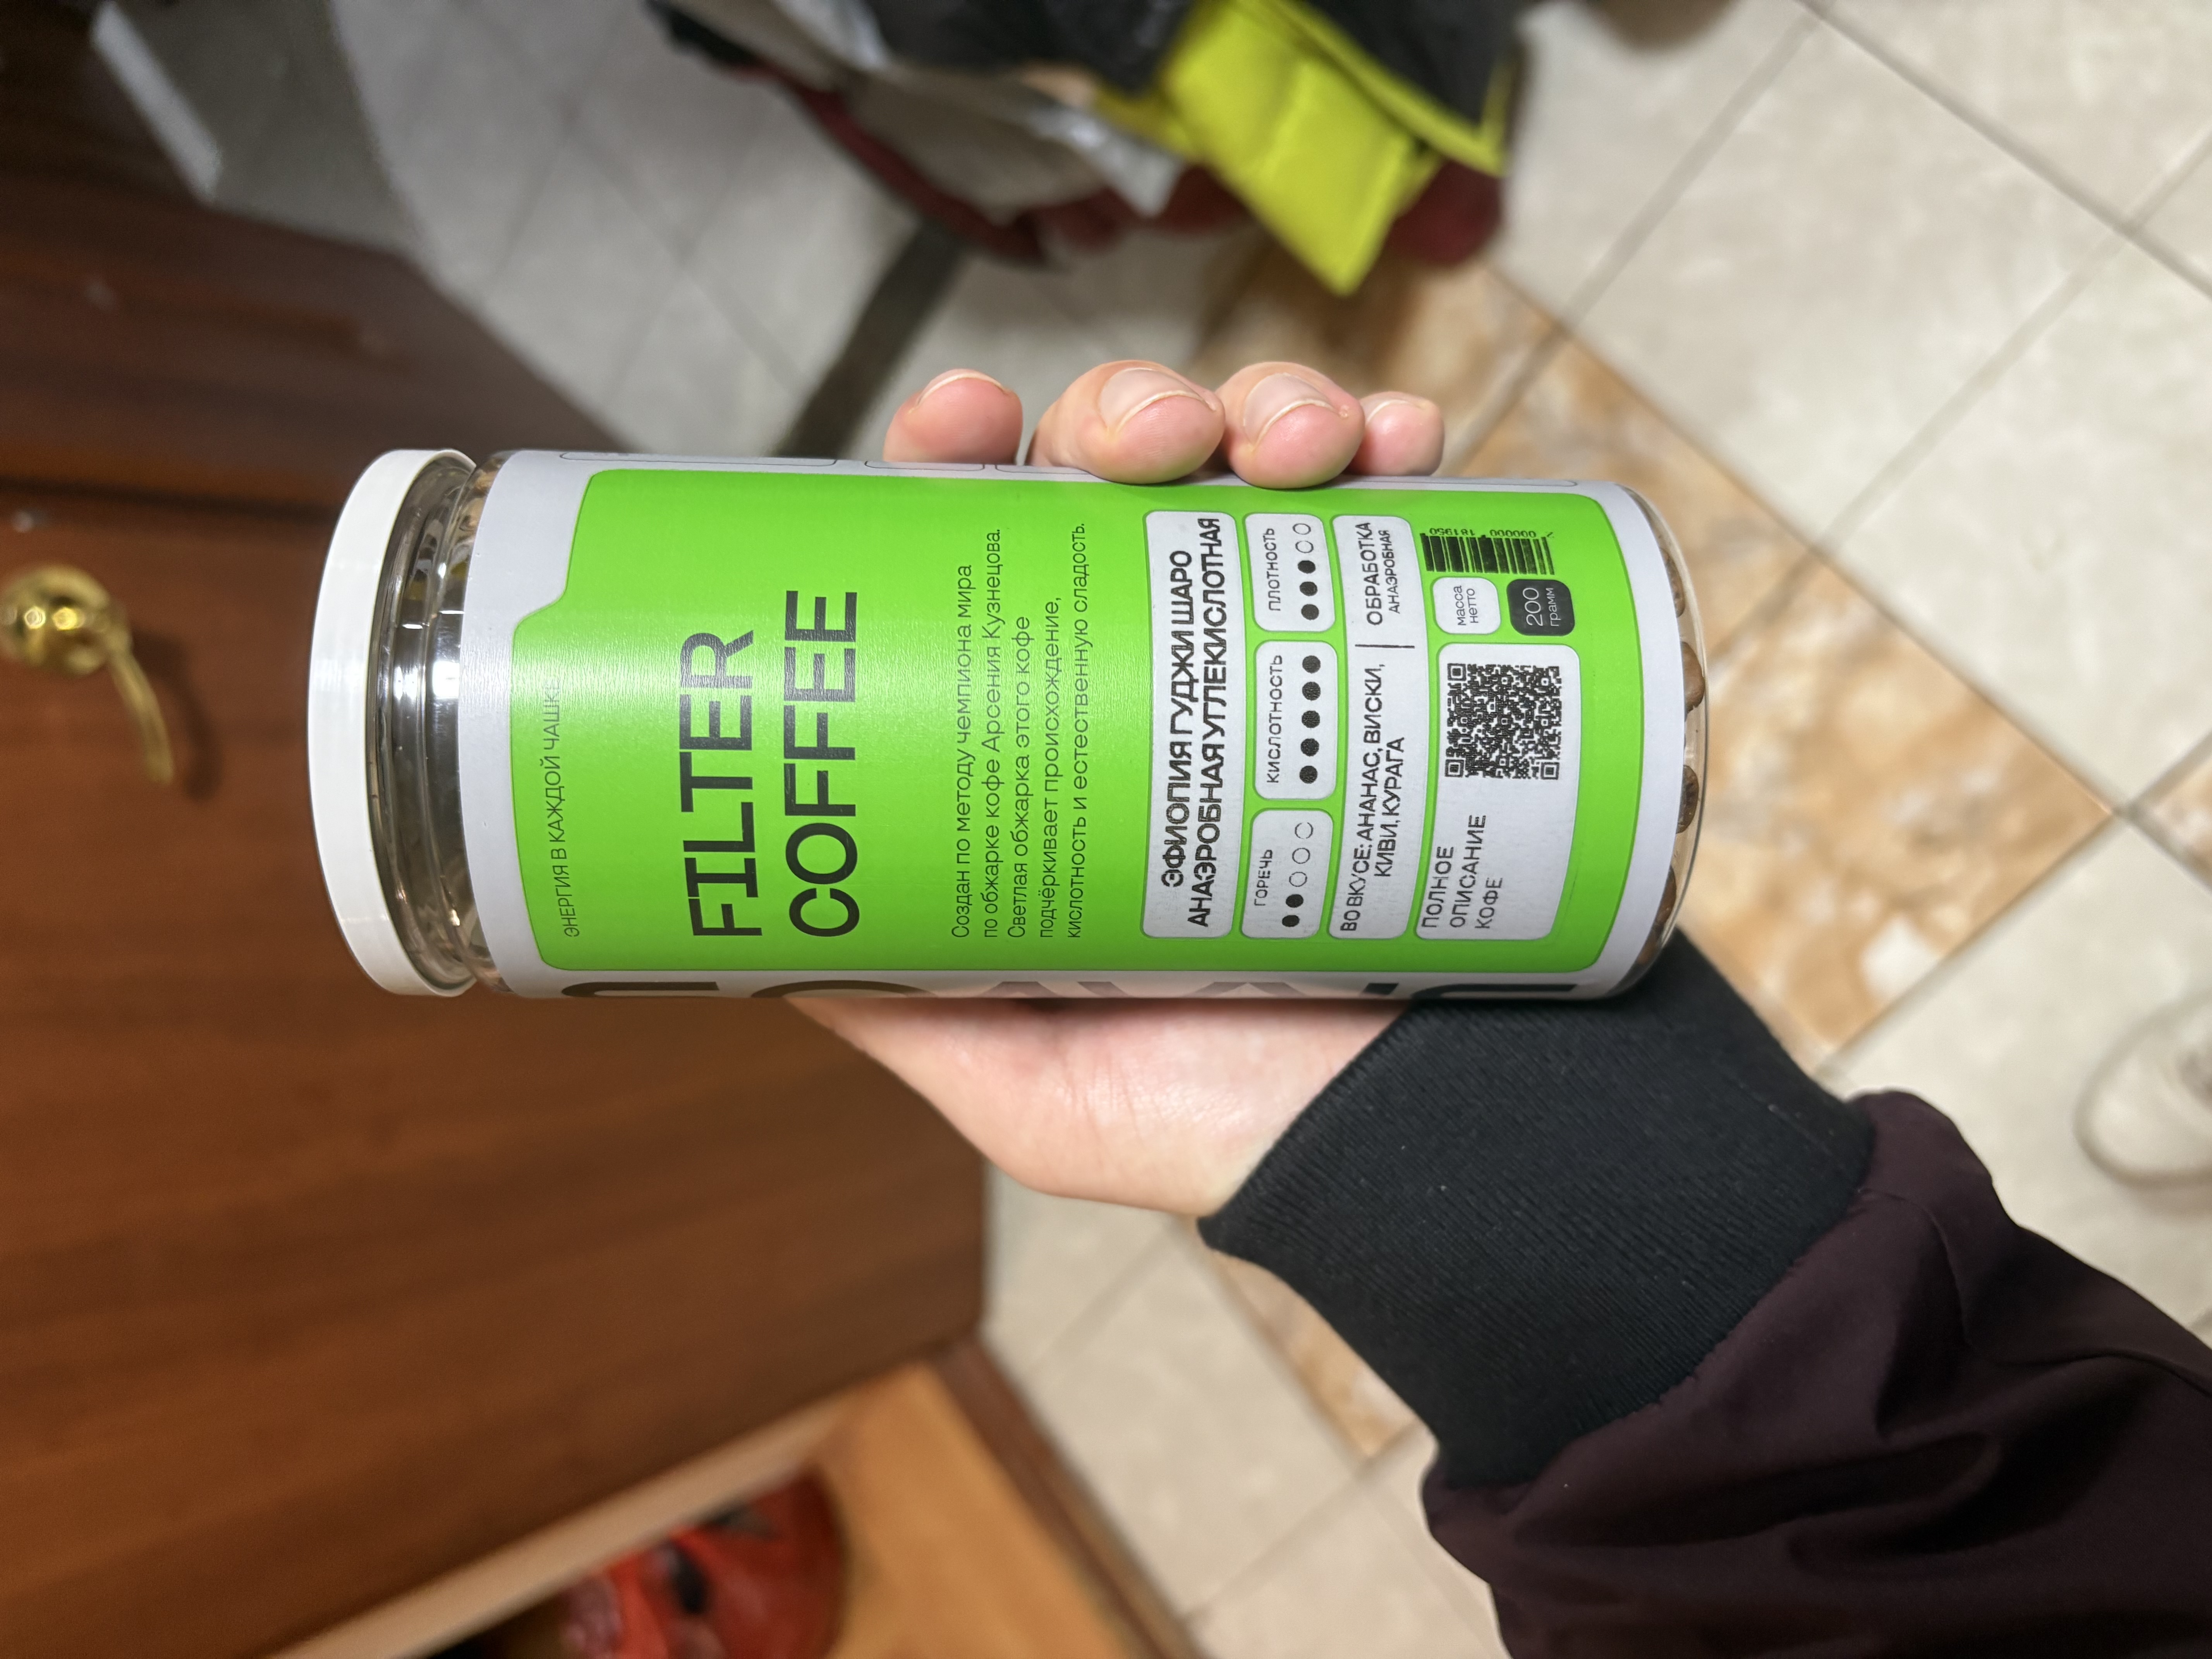 ЭНЕРГИЯ В КАЖДОЙ ЧАШКЕ
FILTER
COFFEE
Создан по методу чемпиона мира
по обжарке кофе Арсения Кузнецова.
Светлая обжарка этого кофе
подчёркивает происхождение,
кислотность и естественную сладость.
ЭФИОПИЯ ГУДЖИ ШАРО
АНАЭРОБНАЯ УГЛЕКИСЛОТНАЯ
ГОРЕЧЬ
КИСЛОТНОСТЬ
ПЛОТНОСТЬ
ВО ВКУСЕ: АНАНАС, ВИСКИ,
КИВИ, КУРАГА
ОБРАБОТКА
АНАЭРОБНАЯ
ПОЛНОЕ
ОПИСАНИЕ
КОФЕ
масса
нетто
200
грамм
000000 181950